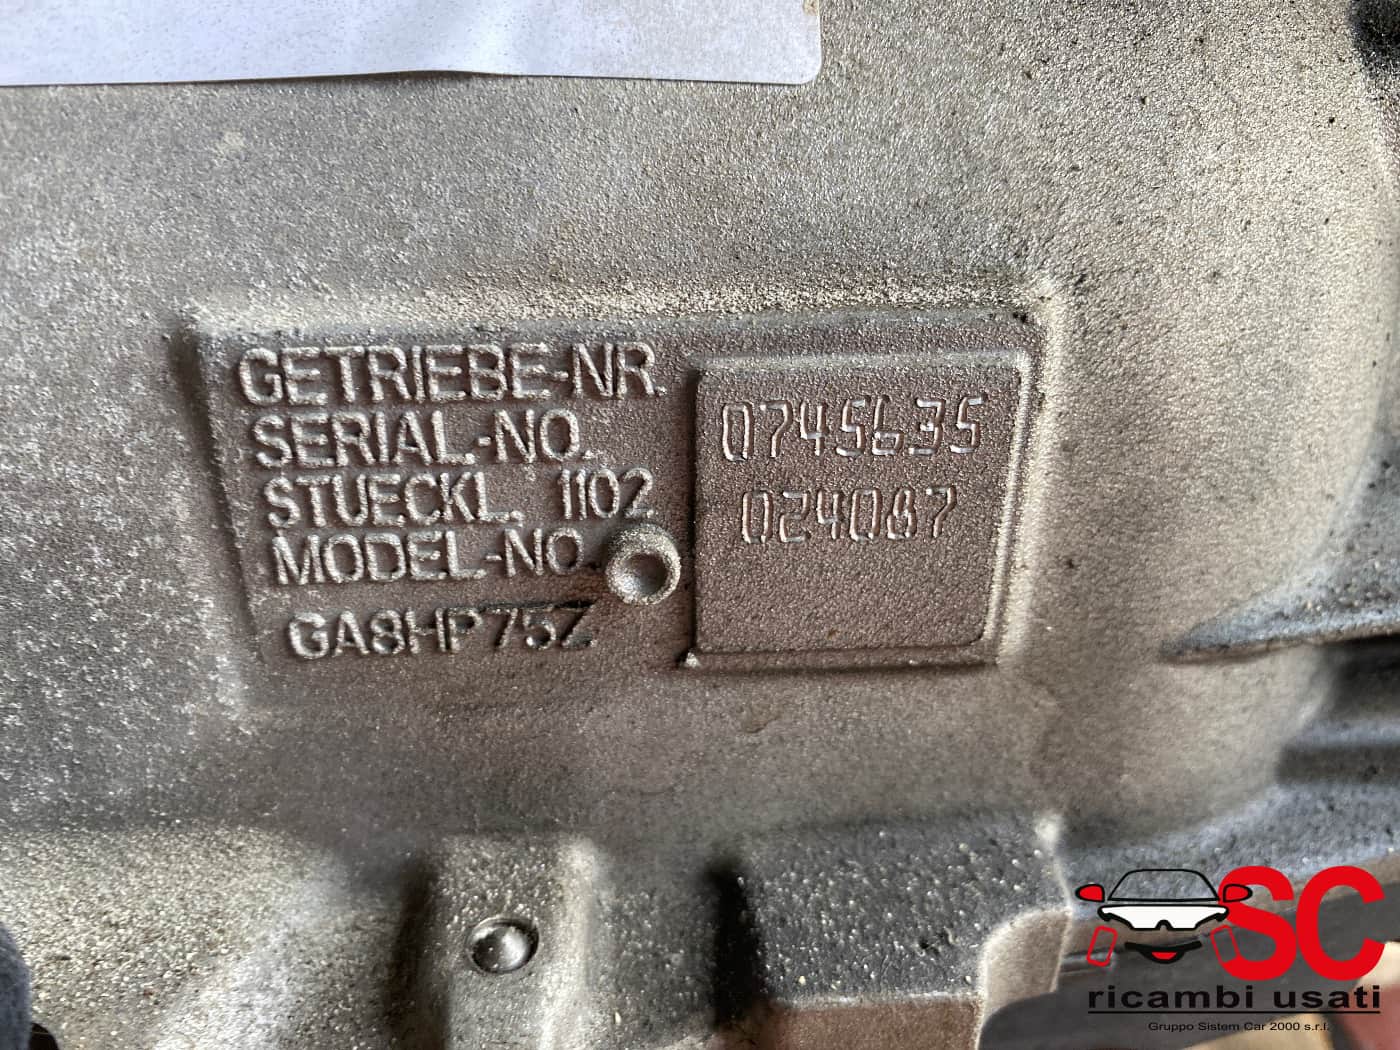 GETRIEBE-NR.
SERIAL-NO.
STUECKL. 1102
MODEL-NO.
GA8HP75Z
0745635
024087
SC
ricambi usati
Gruppo Sistem Car 2000 s.r.l.